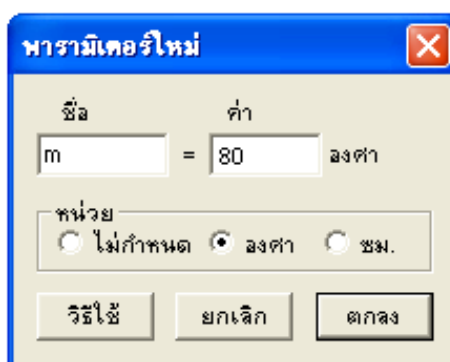 พารามิเตอร์ใหม่
ชื่อ ค่า
m = 80 องศา
หน่วย
ไม่กำหนด องศา ซม.
วิธีใช้ ยกเลิก ตกลง